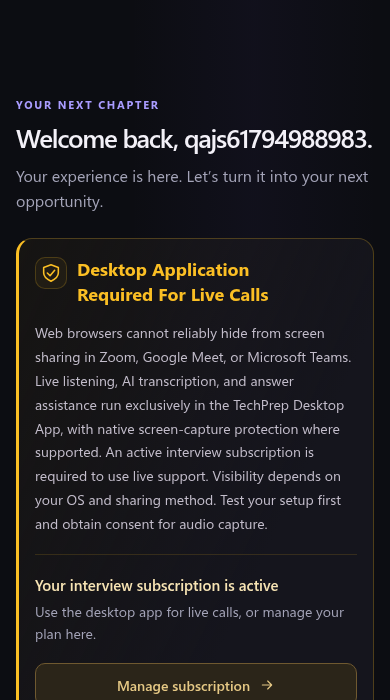 YOUR NEXT CHAPTER
Welcome back, qajs61794988983.
Your experience is here. Let’s turn it into your next
opportunity.
Desktop Application
Required For Live Calls
Web browsers cannot reliably hide from screen
sharing in Zoom, Google Meet, or Microsoft Teams.
Live listening, AI transcription, and answer
assistance run exclusively in the TechPrep Desktop
App, with native screen-capture protection where
supported. An active interview subscription is
required to use live support. Visibility depends on
your OS and sharing method. Test your setup first
and obtain consent for audio capture.
Your interview subscription is active
Use the desktop app for live calls, or manage your
plan here.
Manage subscription →